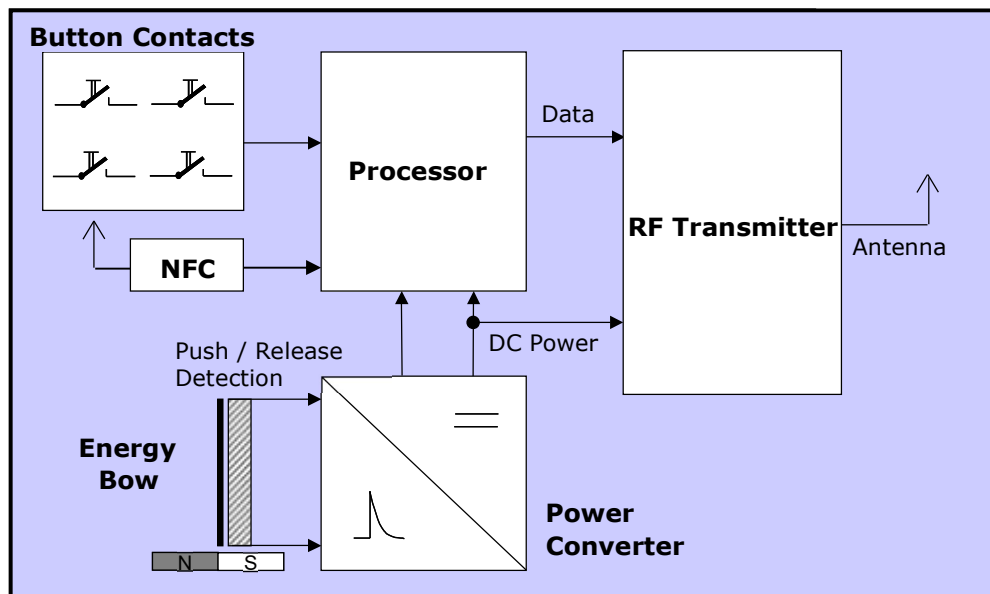 Button Contacts
Processor
Data
RF Transmitter
Antenna
NFC
DC Power
Push / Release
Detection
Energy
Bow
Power
Converter
N S